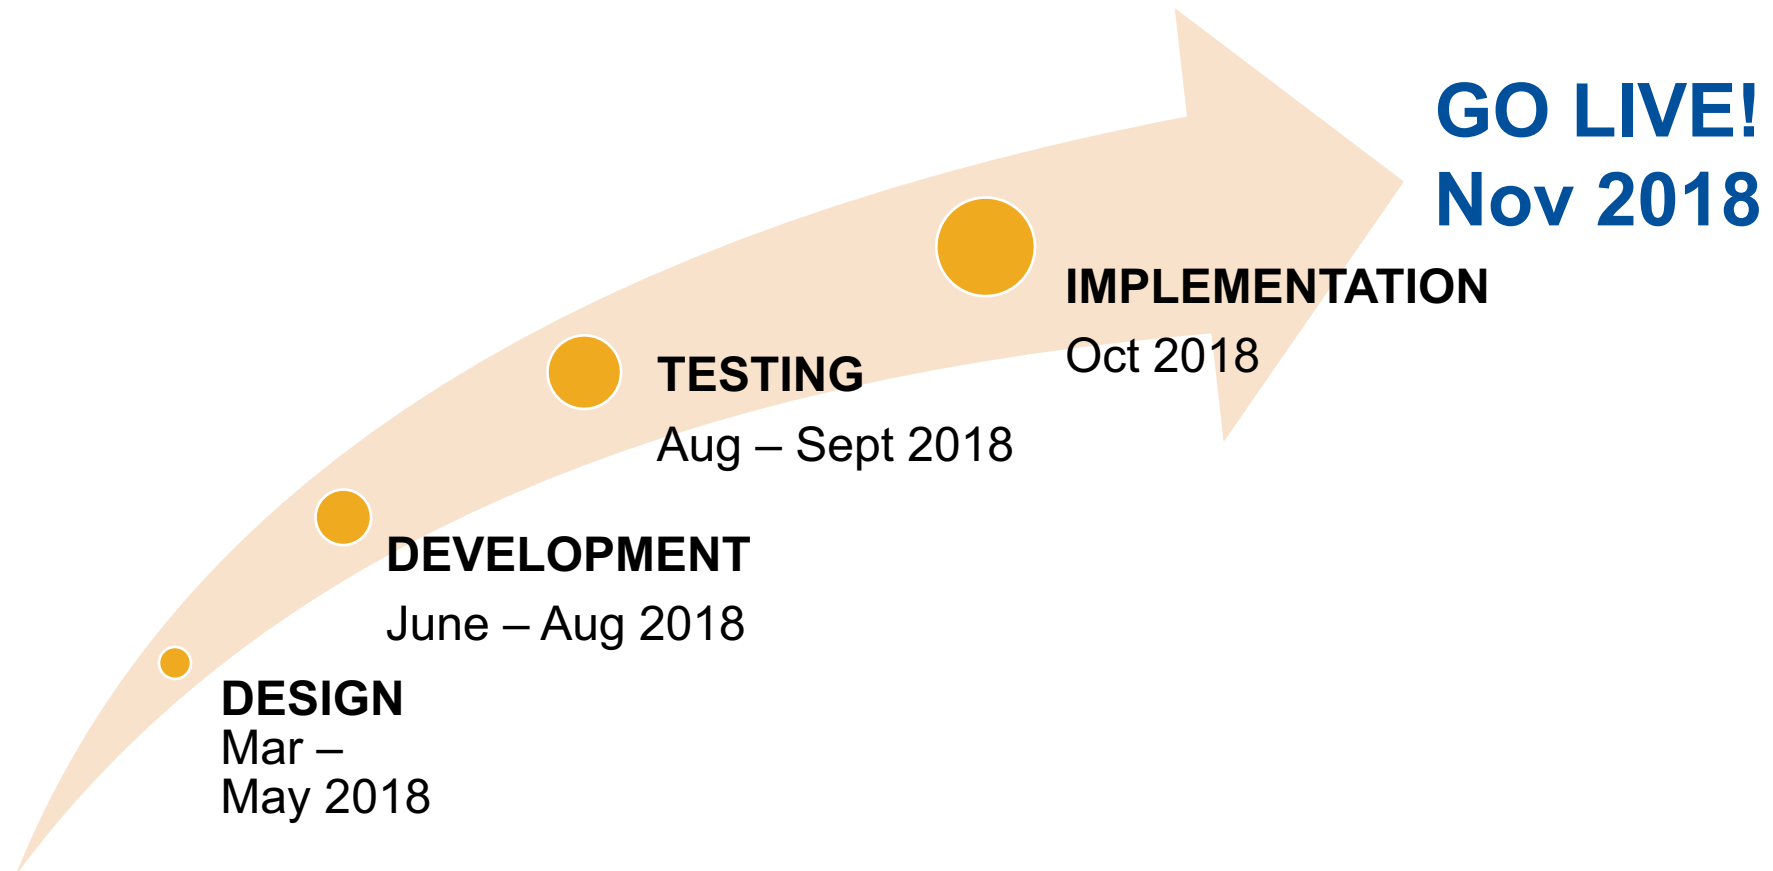 GO LIVE!
Nov 2018
IMPLEMENTATION
Oct 2018
TESTING
Aug – Sept 2018
DEVELOPMENT
June – Aug 2018
DESIGN
Mar –
May 2018